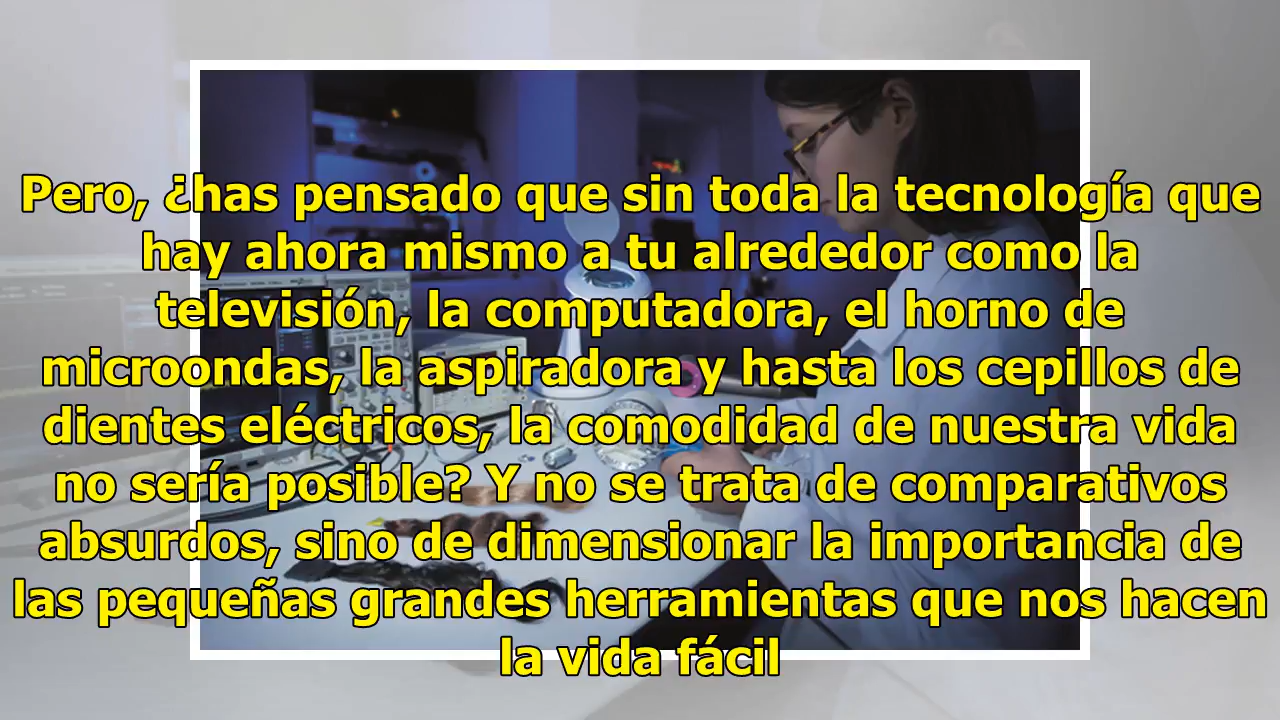 Pero, ¿has pensado que sin toda la tecnología que
hay ahora mismo a tu alrededor como la
televisión, la computadora, el horno de
microondas, la aspiradora y hasta los cepillos de
dientes eléctricos, la comodidad de nuestra vida
no sería posible? Y no se trata de comparativos
absurdos, sino de dimensionar la importancia de
las pequeñas grandes herramientas que nos hacen
la vida fácil